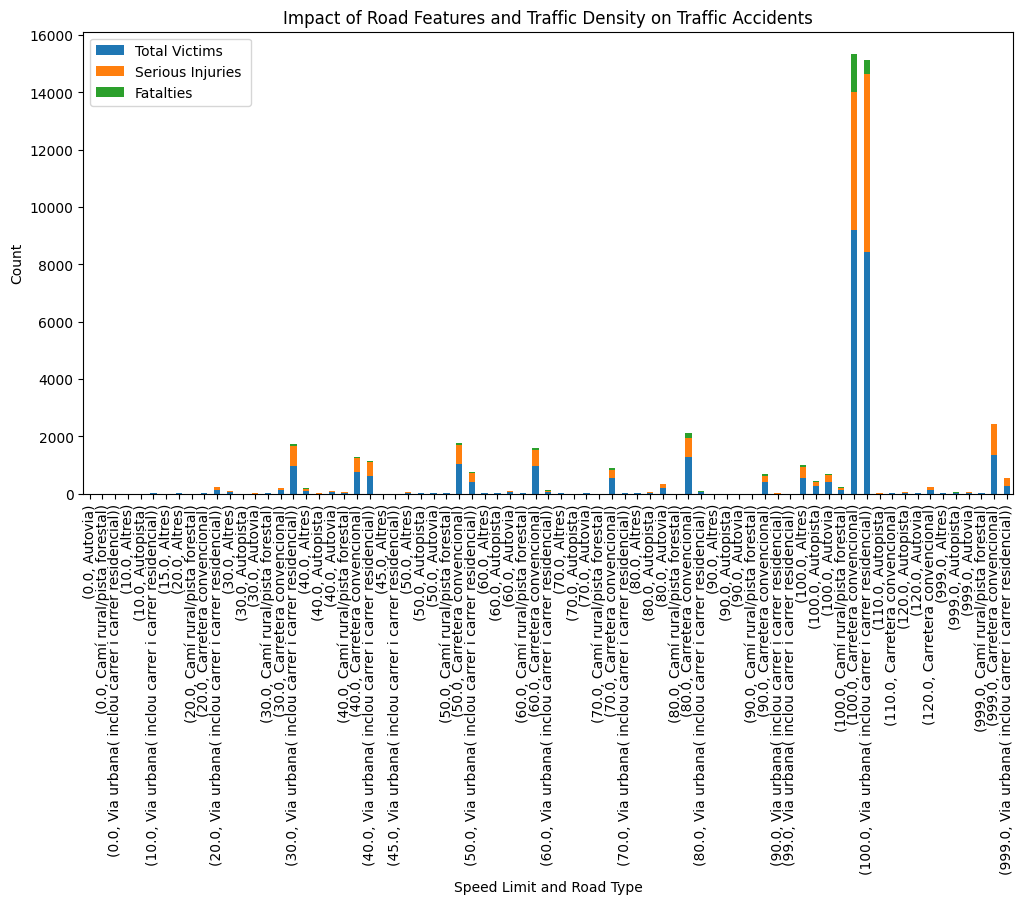 Impact of Road Features and Traffic Density on Traffic Accidents
Total Victims
Serious Injuries
Fatalties
Count
16000
14000
12000
10000
8000
6000
4000
2000
0
(0.0, Autovia)
(0.0, Camí rural/pista forestal)
(0.0, Via urbana( inclou carrer i carrer residencial))
(10.0, Altres)
(10.0, Autopista)
(10.0, Via urbana( inclou carrer i carrer residencial))
(15.0, Altres)
(20.0, Altres)
(20.0, Camí rural/pista forestal)
(20.0, Carretera convencional)
(20.0, Via urbana( inclou carrer i carrer residencial))
(30.0, Altres)
(30.0, Autopista)
(30.0, Autovia)
(30.0, Camí rural/pista forestal)
(30.0, Carretera convencional)
(30.0, Via urbana( inclou carrer i carrer residencial))
(40.0, Altres)
(40.0, Autopista)
(40.0, Autovia)
(40.0, Camí rural/pista forestal)
(40.0, Carretera convencional)
(40.0, Via urbana( inclou carrer i carrer residencial))
(45.0, Altres)
(45.0, Via urbana( inclou carrer i carrer residencial))
(50.0, Altres)
(50.0, Autopista)
(50.0, Autovia)
(50.0, Camí rural/pista forestal)
(50.0, Carretera convencional)
(50.0, Via urbana( inclou carrer i carrer residencial))
(60.0, Altres)
(60.0, Autopista)
(60.0, Autovia)
(60.0, Camí rural/pista forestal)
(60.0, Carretera convencional)
(60.0, Via urbana( inclou carrer i carrer residencial))
(70.0, Altres)
(70.0, Autopista)
(70.0, Autovia)
(70.0, Camí rural/pista forestal)
(70.0, Carretera convencional)
(70.0, Via urbana( inclou carrer i carrer residencial))
(80.0, Altres)
(80.0, Autopista)
(80.0, Autovia)
(80.0, Camí rural/pista forestal)
(80.0, Carretera convencional)
(80.0, Via urbana( inclou carrer i carrer residencial))
(90.0, Altres)
(90.0, Autopista)
(90.0, Autovia)
(90.0, Camí rural/pista forestal)
(90.0, Carretera convencional)
(90.0, Via urbana( inclou carrer i carrer residencial))
(99.0, Via urbana( inclou carrer i carrer residencial))
(100.0, Altres)
(100.0, Autopista)
(100.0, Autovia)
(100.0, Camí rural/pista forestal)
(100.0, Carretera convencional)
(100.0, Via urbana( inclou carrer i carrer residencial))
(110.0, Autopista)
(110.0, Carretera convencional)
(120.0, Autopista)
(120.0, Autovia)
(120.0, Carretera convencional)
(999.0, Altres)
(999.0, Autopista)
(999.0, Autovia)
(999.0, Camí rural/pista forestal)
(999.0, Carretera convencional)
(999.0, Via urbana( inclou carrer i carrer residencial))
Speed Limit and Road Type